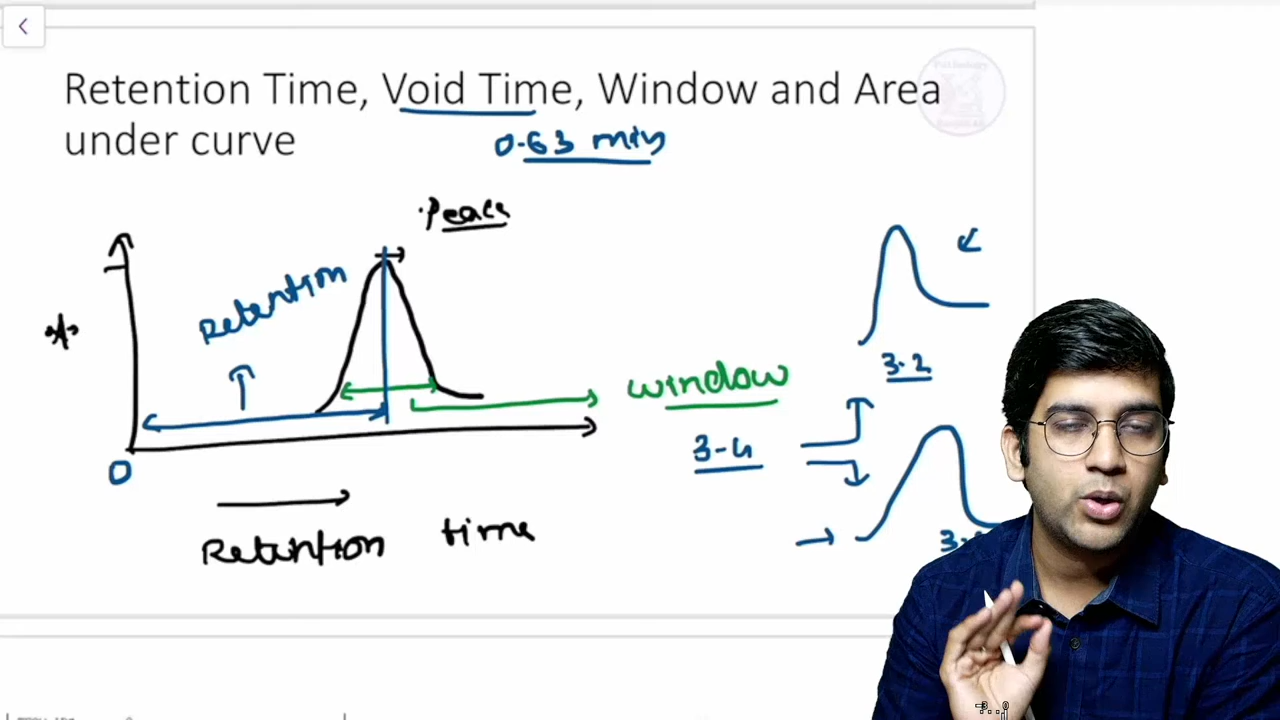 Retention Time, Void Time, Window and Area
under curve
0.63 min
Peak
%
Retention
window
3.2
3-4
0
Retention time